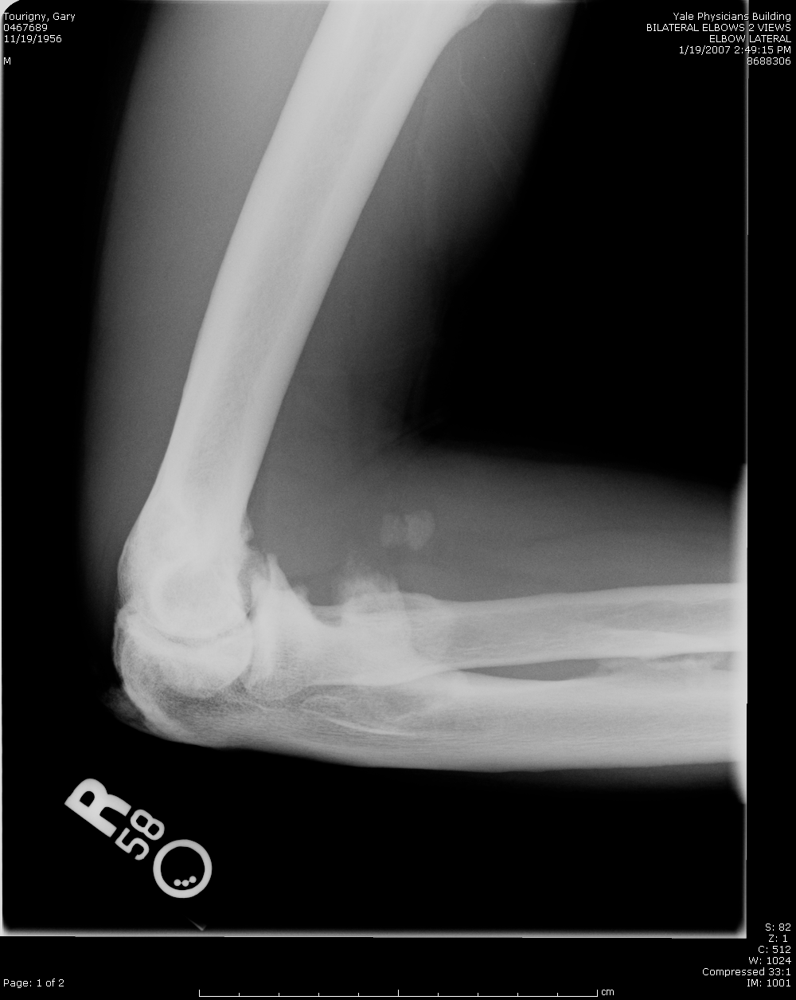 Tourigny, Gary
0467689
11/19/1956
M
Yale Physicians Building
BILATERAL ELBOWS 2 VIEWS
ELBOW LATERAL
1/19/2007 2:49:15 PM
8688306
R
58
S: 82
Z: 1
C: 512
W: 1024
Compressed 33:1
IM: 1001
Page: 1 of 2
cm